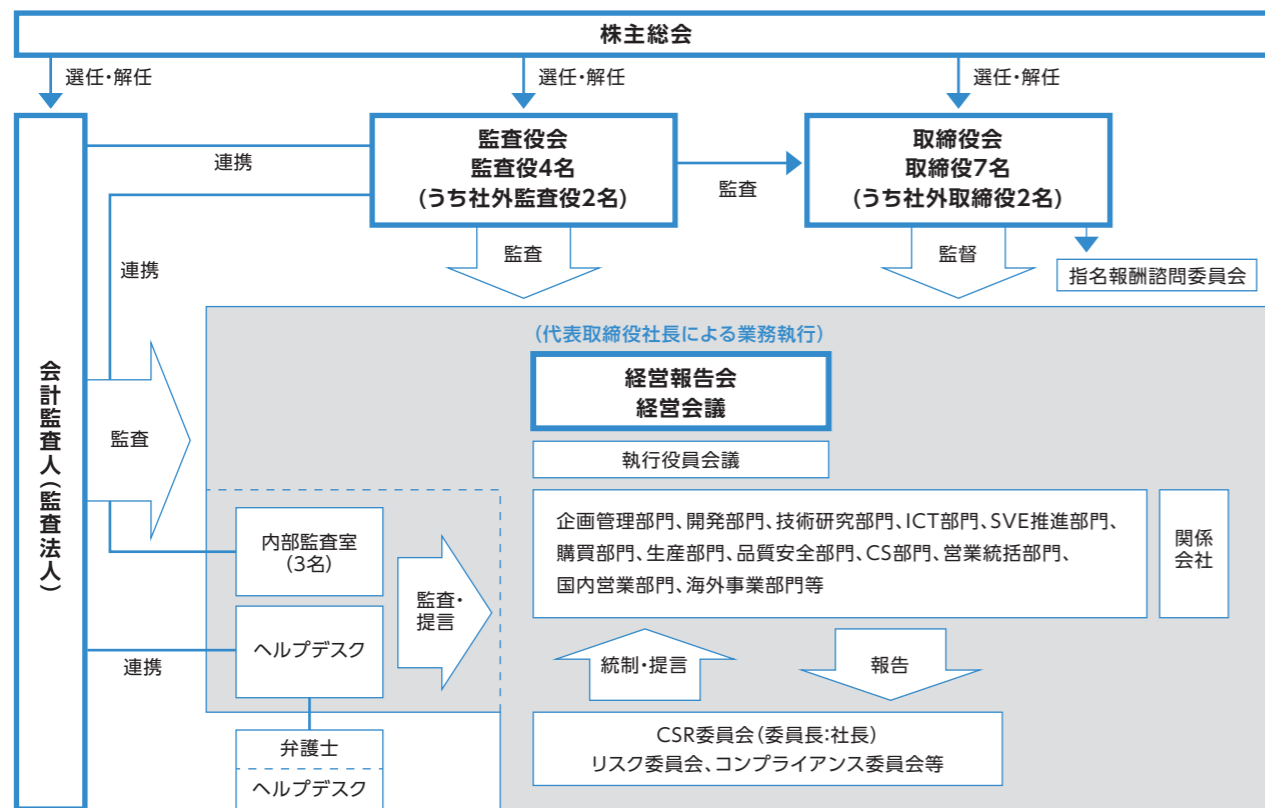 株主総会
選任・解任
選任・解任
選任・解任
監査役会
監査役4名
(うち社外監査役2名)
取締役会
取締役7名
(うち社外取締役2名)
連携
監査
連携
監査
監督
指名報酬諮問委員会
会計監査人(監査法人)
監査
(代表取締役社長による業務執行)
経営報告会
経営会議
執行役員会議
企画管理部門、開発部門、技術研究部門、ICT部門、SVE推進部門、
購買部門、生産部門、品質安全部門、CS部門、営業統括部門、
国内営業部門、海外事業部門等
関係
会社
内部監査室
(3名)
監査・
提言
ヘルプデスク
連携
統制・提言
報告
CSR委員会(委員長:社長)
リスク委員会、コンプライアンス委員会等
弁護士
ヘルプデスク